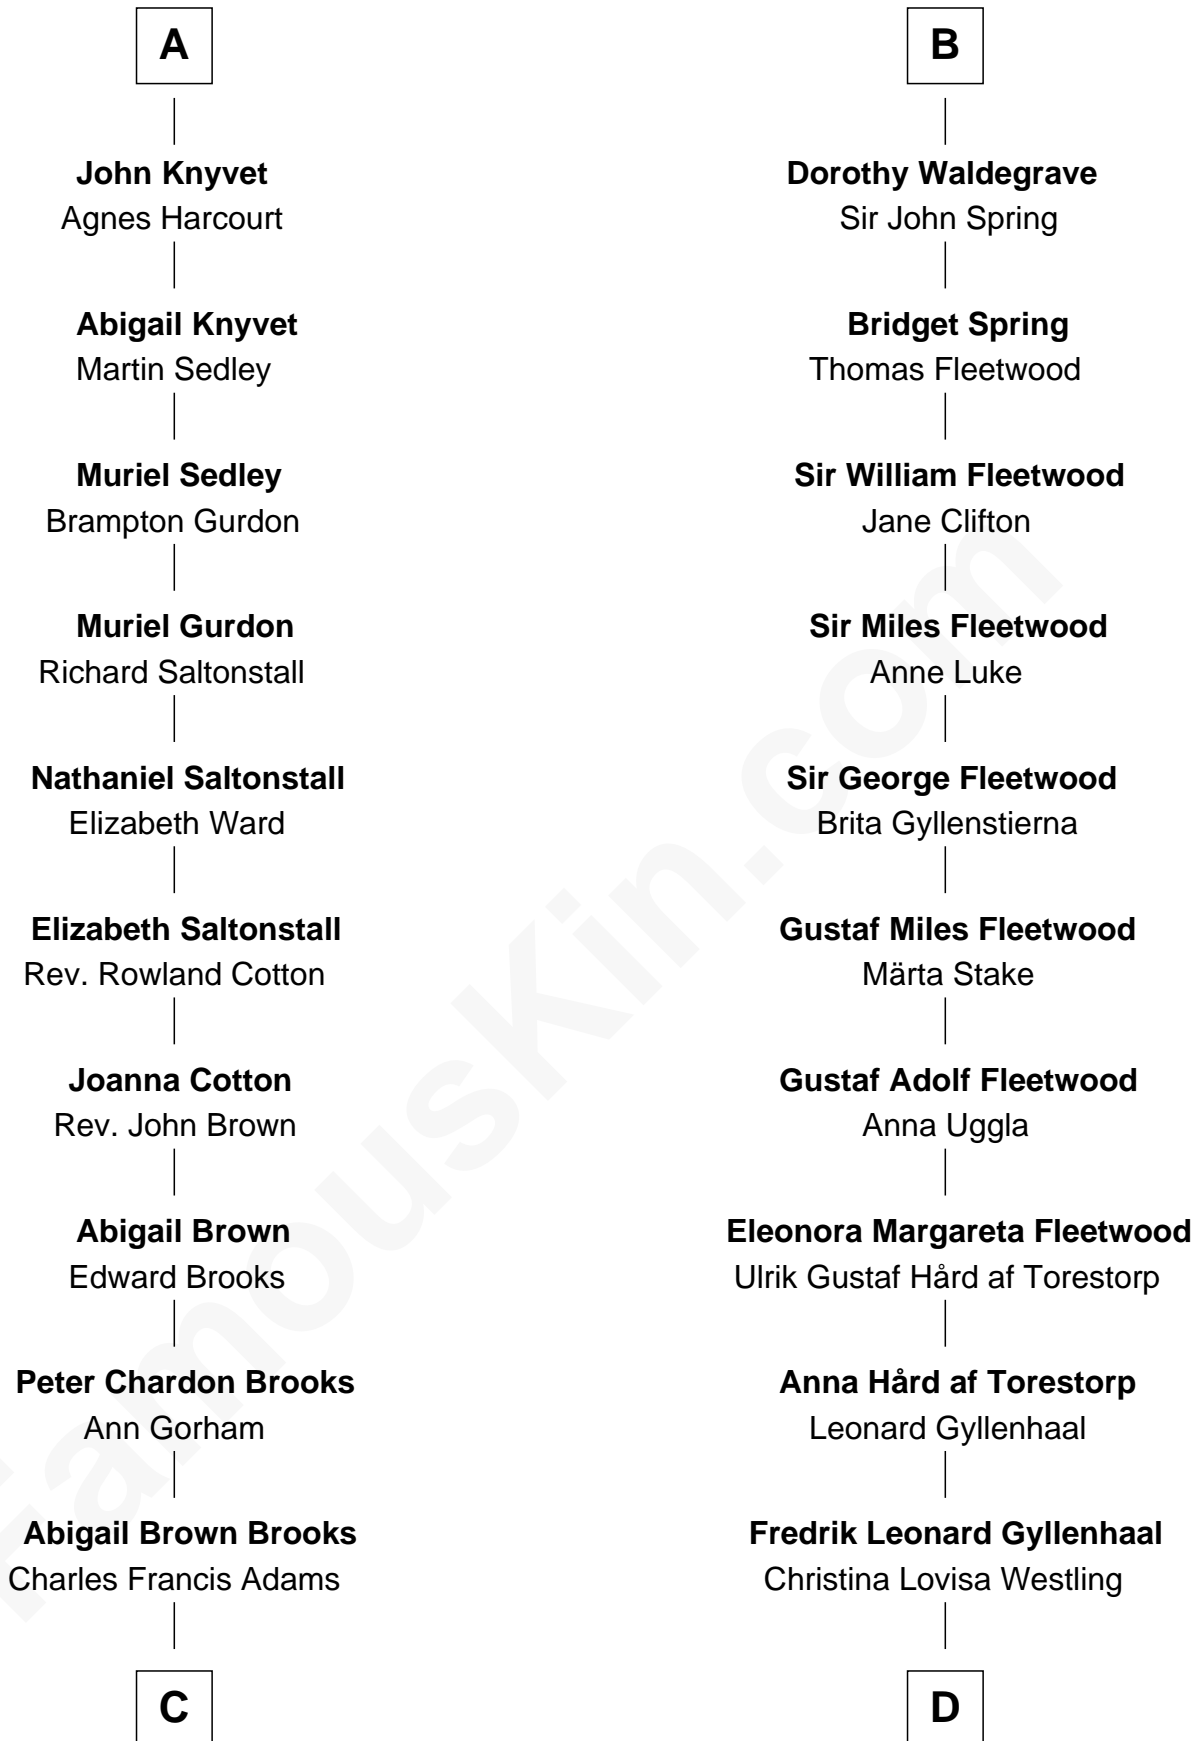 A
John Knyvet
Agnes Harcourt
Abigail Knyvet
Martin Sedley
Muriel Sedley
Brampton Gurdon
Muriel Gurdon
Richard Saltonstall
Nathaniel Saltonstall
Elizabeth Ward
Elizabeth Saltonstall
Rev. Rowland Cotton
Joanna Cotton
Rev. John Brown
Abigail Brown
Edward Brooks
Peter Chardon Brooks
Ann Gorham
Abigail Brown Brooks
Charles Francis Adams
C
B
Dorothy Waldegrave
Sir John Spring
Bridget Spring
Thomas Fleetwood
Sir William Fleetwood
Jane Clifton
Sir Miles Fleetwood
Anne Luke
Sir George Fleetwood
Brita Gyllenstierna
Gustaf Miles Fleetwood
Märta Stake
Gustaf Adolf Fleetwood
Anna Uggla
Eleonora Margareta Fleetwood
Ulrik Gustaf Hård af Torestorp
Anna Hård af Torestorp
Leonard Gyllenhaal
Fredrik Leonard Gyllenhaal
Christina Lovisa Westling
D
FamousKin.com